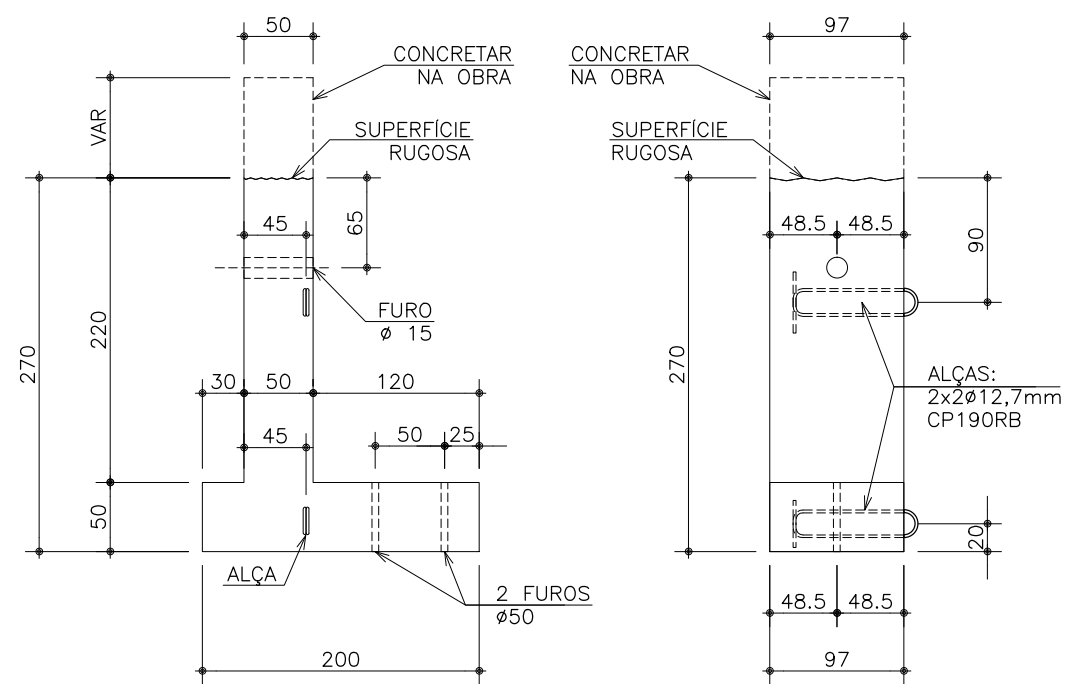 50
CONCRETAR
NA OBRA
VAR
SUPERFÍCIE
RUGOSA
45
65
FURO
ø 15
270
220
30
50
120
45
50
25
50
ALÇA
2 FUROS
ø50
200
97
CONCRETAR
NA OBRA
SUPERFÍCIE
RUGOSA
48.5
48.5
90
270
ALÇAS:
2x2ø12,7mm
CP190RB
20
48.5
48.5
97